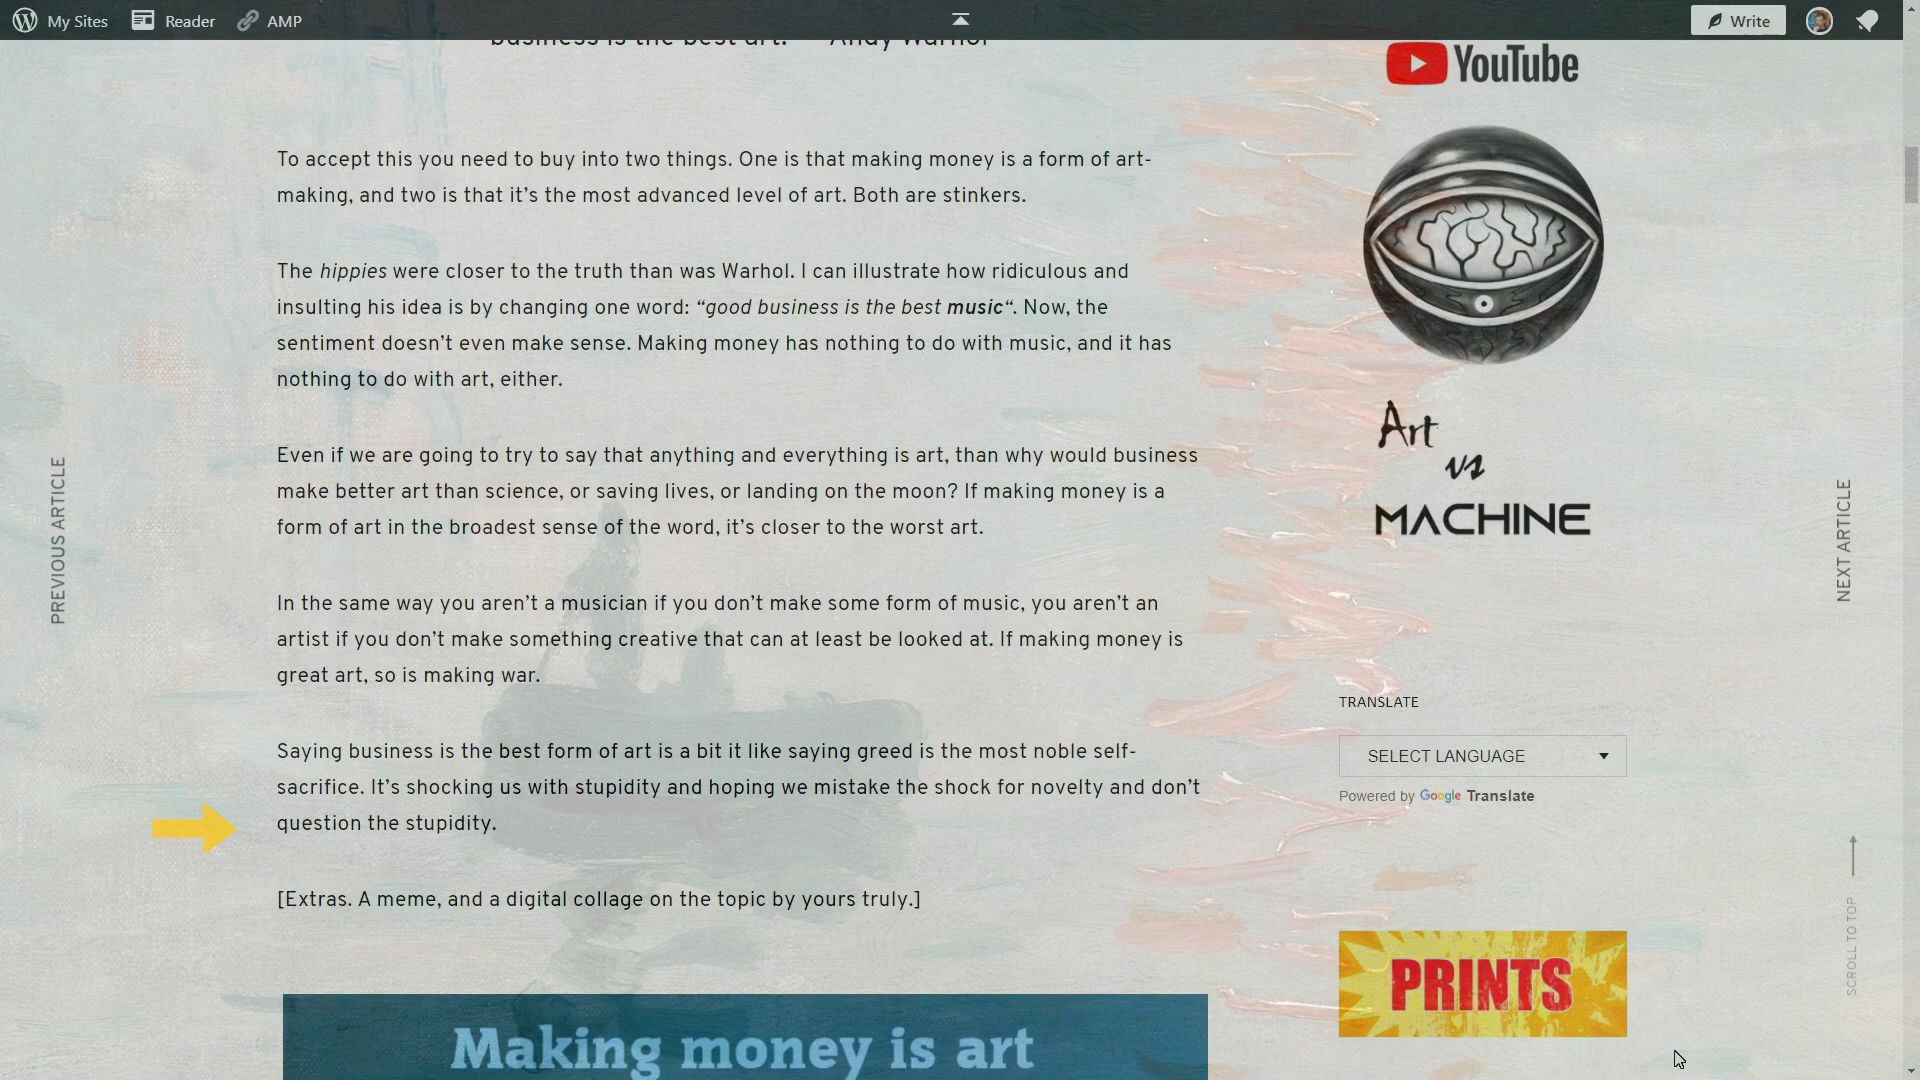 My Sites
Reader
AMP
Write
business is the best art." — Andy Warhol
To accept this you need to buy into two things. One is that making money is a form of art-
making, and two is that it’s the most advanced level of art. Both are stinkers.
The hippies were closer to the truth than was Warhol. I can illustrate how ridiculous and
insulting his idea is by changing one word: “good business is the best music“. Now, the
sentiment doesn’t even make sense. Making money has nothing to do with music, and it has
nothing to do with art, either.
Even if we are going to try to say that anything and everything is art, than why would business
make better art than science, or saving lives, or landing on the moon? If making money is a
form of art in the broadest sense of the word, it’s closer to the worst art.
In the same way you aren’t a musician if you don’t make some form of music, you aren’t an
artist if you don’t make something creative that can at least be looked at. If making money is
great art, so is making war.
Saying business is the best form of art is a bit it like saying greed is the most noble self-
sacrifice. It’s shocking us with stupidity and hoping we mistake the shock for novelty and don’t
question the stupidity.
[Extras. A meme, and a digital collage on the topic by yours truly.]
Making money is art
PREVIOUS ARTICLE
YouTube
Art
vs
MACHINE
TRANSLATE
SELECT LANGUAGE
Powered by Google Translate
PRINTS
NEXT ARTICLE
SCROLL TO TOP